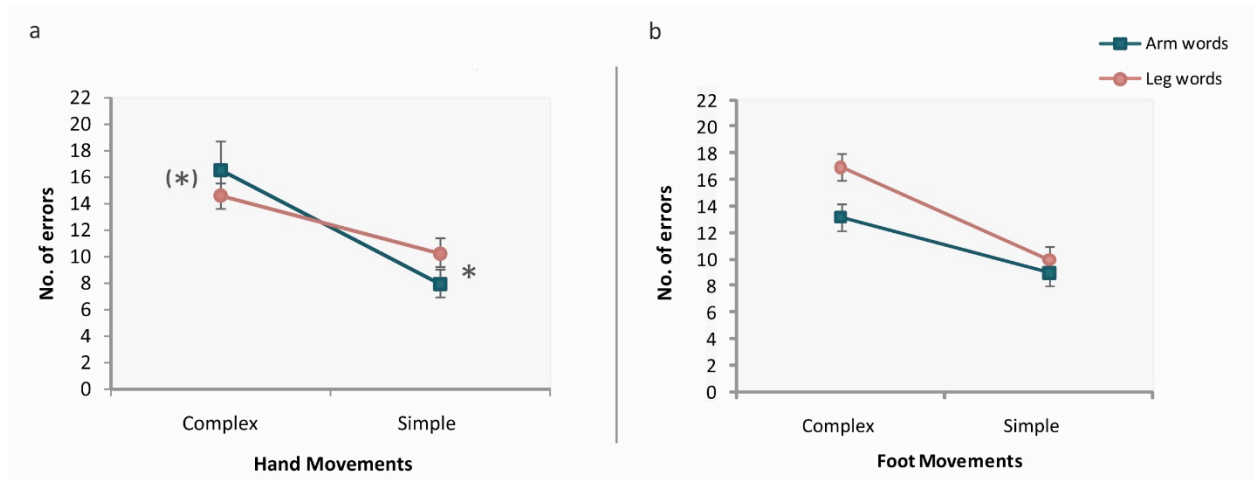 a
b
Arm words
Leg words
22
20
18
16
14
12
10
8
6
4
2
0
No. of errors
(*)
*
Complex
Simple
Hand Movements
22
20
18
16
14
12
10
8
6
4
2
0
No. of errors
Complex
Simple
Foot Movements